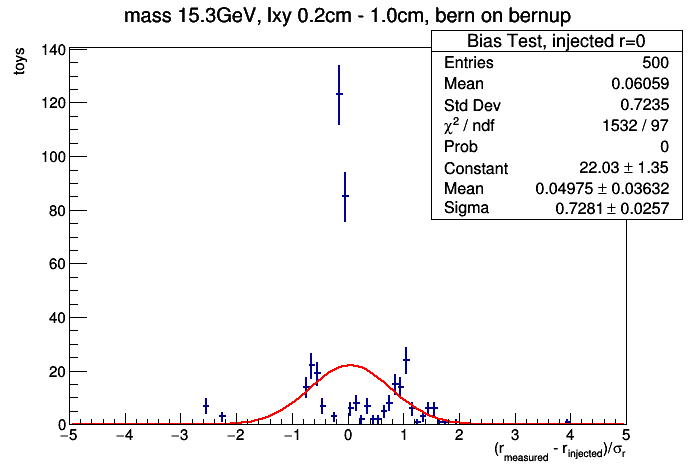 mass 15.3GeV, lxy 0.2cm - 1.0cm, bern on bernup
Bias Test, injected r=0
Entries 500
Mean 0.06059
Std Dev 0.7235
χ² / ndf 1532 / 97
Prob 0
Constant 22.03 ± 1.35
Mean 0.04975 ± 0.03632
Sigma 0.7281 ± 0.0257
toys
140
120
100
80
60
40
20
0
−5 −4 −3 −2 −1 0 1 2 3 4 5
(r_measured - r_injected)/σ_r